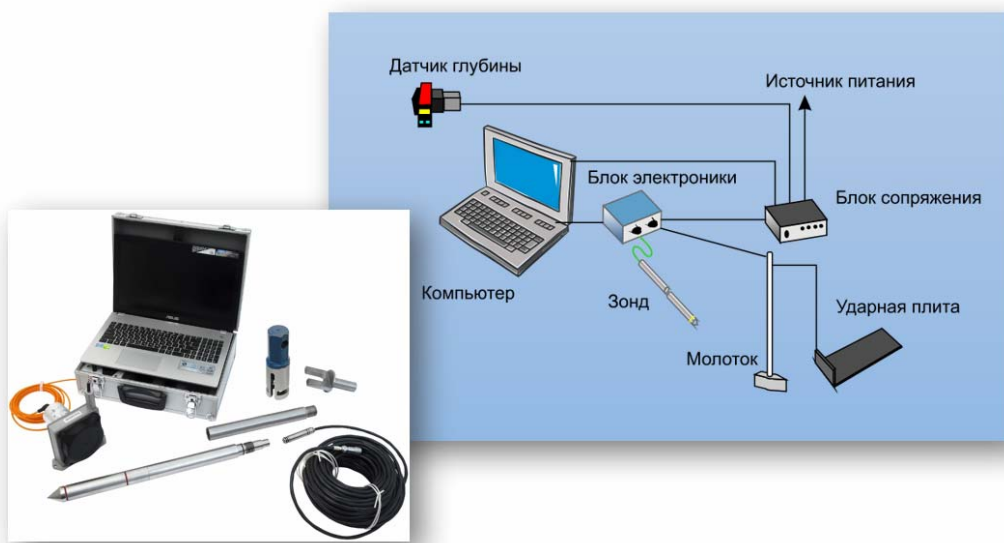 Датчик глубины
Источник питания
Блок электроники
Блок сопряжения
Компьютер
Зонд
Ударная плита
Молоток